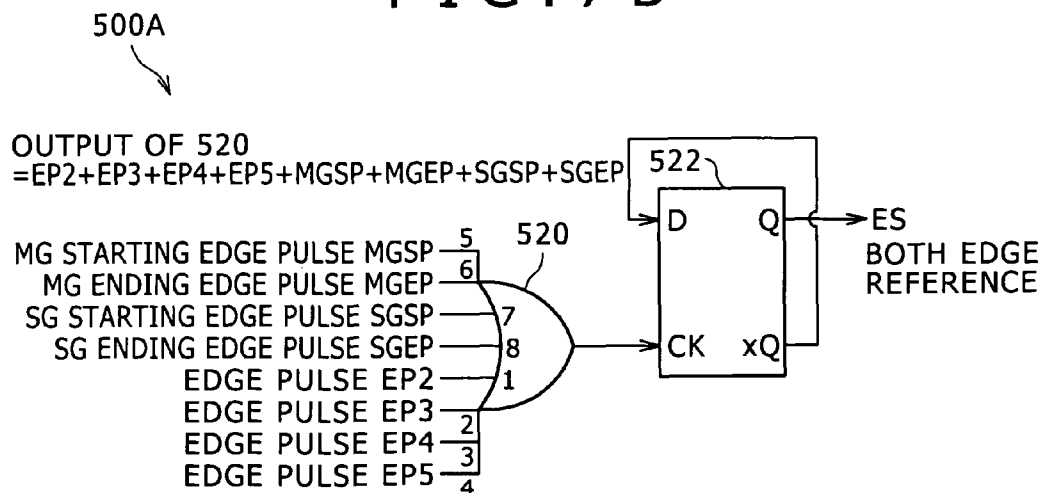 500A
OUTPUT OF 520
=EP2+EP3+EP4+EP5+MGSP+MGEP+SGSP+SGEP
522
D Q
ES
BOTH EDGE
REFERENCE
CK xQ
520
MG STARTING EDGE PULSE MGSP 5
MG ENDING EDGE PULSE MGEP 6
SG STARTING EDGE PULSE SGSP 7
SG ENDING EDGE PULSE SGEP 8
EDGE PULSE EP2 1
EDGE PULSE EP3 2
EDGE PULSE EP4 3
EDGE PULSE EP5 4